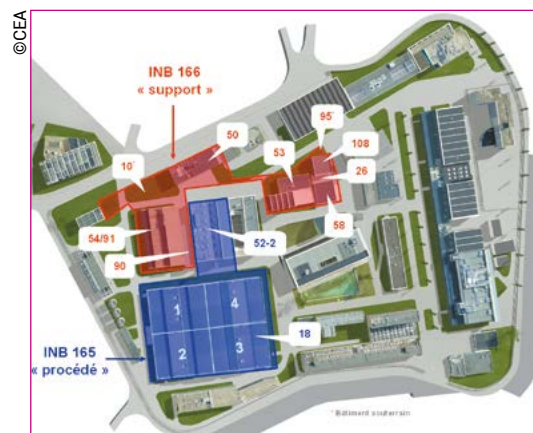 ©CEA
INB 166
« support »
50
95*
108
10*
53
26
54/91
58
90
52-2
1
4
18
2
3
INB 165
« procédé »
* Bâtiment souterrain